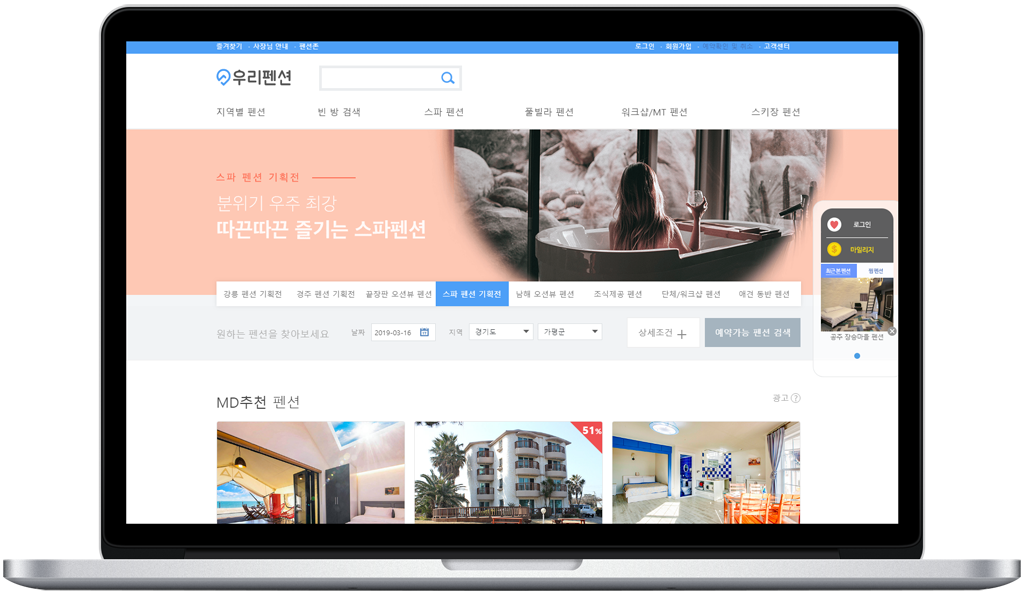 즐겨찾기 · 사장님 안내 · 펜션존
로그인 · 회원가입 · 예약확인 및 취소 · 고객센터
우리펜션
지역별 펜션 빈 방 검색 스파 펜션 풀빌라 펜션 워크샵/MT 펜션 스키장 펜션
스파 펜션 기획전
분위기 우주 최강
따끈따끈 즐기는 스파펜션
로그인
마일리지
최근본펜션 찜펜션
공주 장승마을 펜션
강릉 펜션 기획전 경주 펜션 기획전 끝장판 오션뷰 펜션 스파 펜션 기획전 남해 오션뷰 펜션 조식제공 펜션 단체/워크샵 펜션 애견 동반 펜션
원하는 펜션을 찾아보세요 날짜 2019-03-16 지역 경기도 가평군 상세조건 + 예약가능 펜션 검색
MD추천 펜션
광고 ?
51%